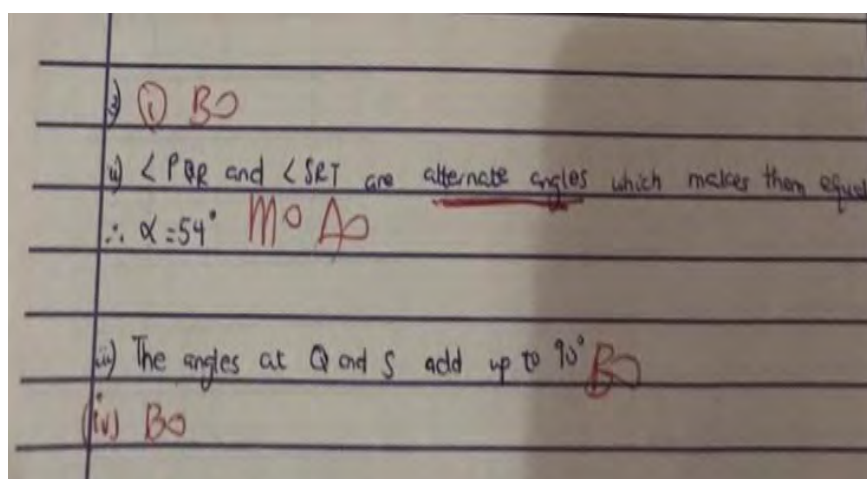 i) B0
ii) ∠PQR and ∠SRT are alternate angles which makes them equal
∴ α = 54° M0 A0
iii) The angles at Q and S add up to 90° B0
(iv) B0